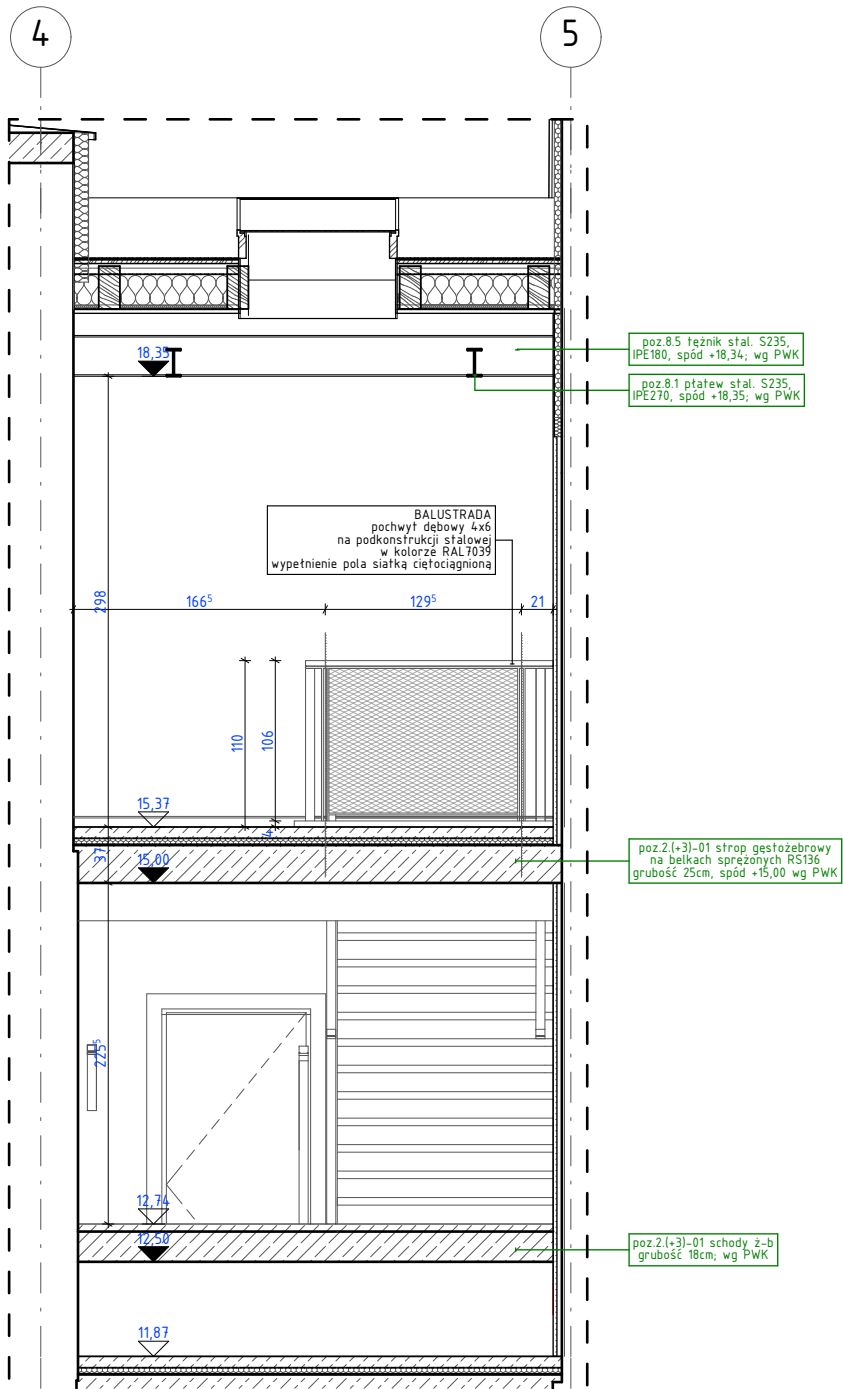 4
5
18,35
poz.8.5 tężnik stal. S235,
IPE180, spód +18,34; wg PWK
poz.8.1 płatew stal. S235,
IPE270, spód +18,35; wg PWK
BALUSTRADA
pochwyt dębowy 4x6
na podkonstrukcji stalowej
w kolorze RAL7039
wypełnienie pola siatką ciętociągnioną
298
166⁵
129⁵
21
110
106
15,37
4
37
15,00
poz.2.(+3)-01 strop gęstożebrowy
na belkach sprężonych RS136
grubość 25cm, spód +15,00 wg PWK
225⁵
12,74
12,50
poz.2.(+3)-01 schody ż-b
grubość 18cm; wg PWK
11,87